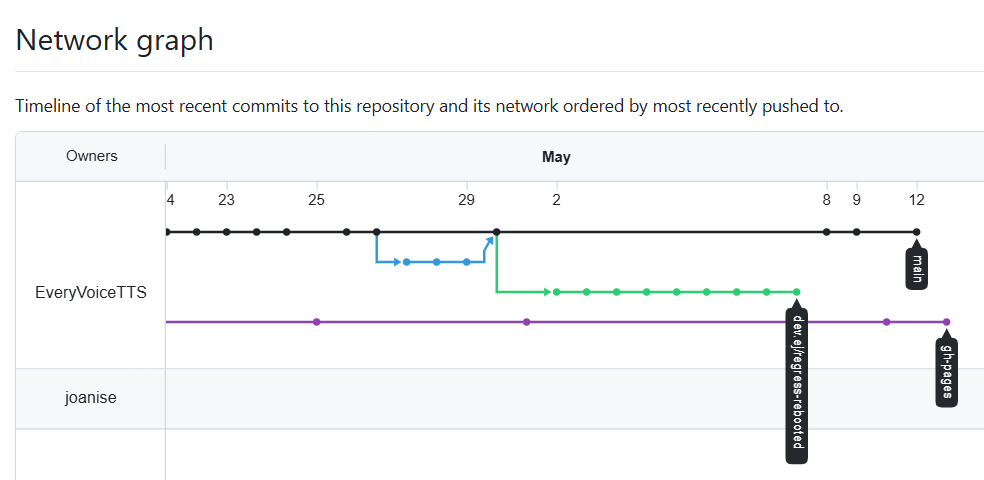 Network graph
Timeline of the most recent commits to this repository and its network ordered by most recently pushed to.
Owners
May
4 23 25 29 2 8 9 12
main
EveryVoiceTTS
dev.ej/regress-rebooted
gh-pages
joanise